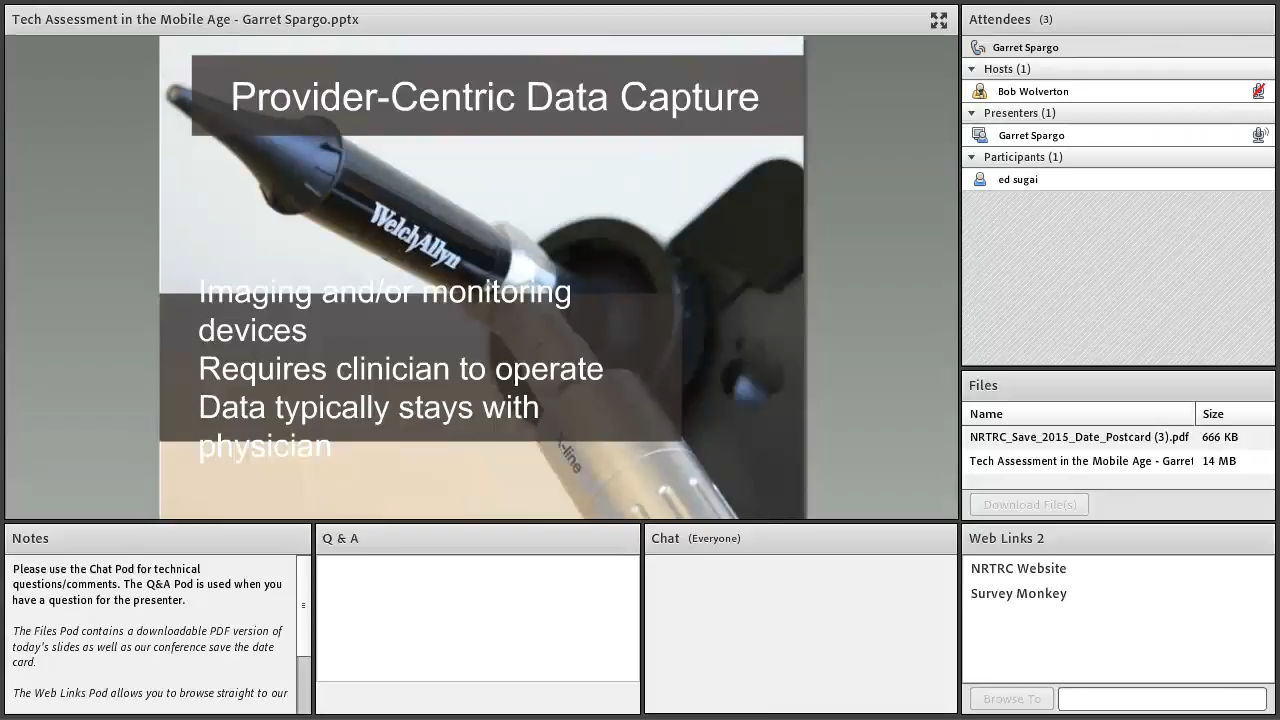 Tech Assessment in the Mobile Age - Garret Spargo.pptx
Provider-Centric Data Capture
WelchAllyn
Imaging and/or monitoring
devices
Requires clinician to operate
Data typically stays with
physician
x-line
Attendees (3)
Garret Spargo
Hosts (1)
Bob Wolverton
Presenters (1)
Garret Spargo
Participants (1)
ed sugai
Files
Name Size
NRTRC_Save_2015_Date_Postcard (3).pdf 666 KB
Tech Assessment in the Mobile Age - Garret 14 MB
Download File(s)
Notes
Please use the Chat Pod for technical
questions/comments. The Q&A Pod is used when you
have a question for the presenter.
The Files Pod contains a downloadable PDF version of
today's slides as well as our conference save the date
card.
The Web Links Pod allows you to browse straight to our
Q & A
Chat (Everyone)
Web Links 2
NRTRC Website
Survey Monkey
Browse To